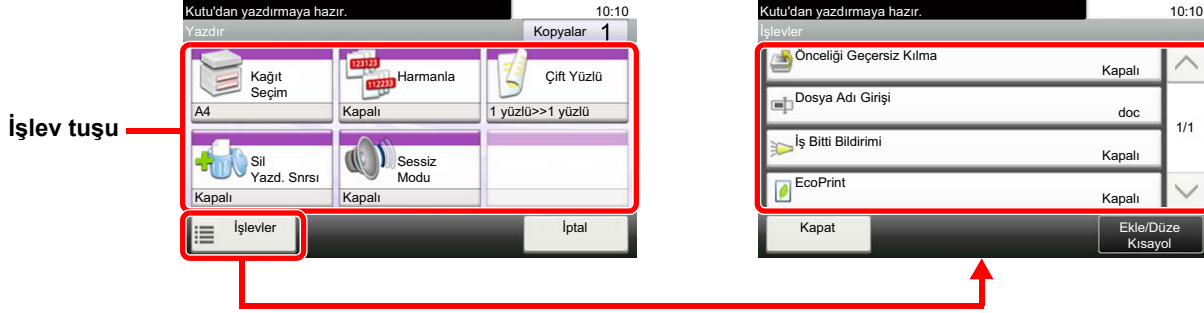 Kutu'dan yazdırmaya hazır. 10:10
Yazdır Kopyalar 1
Kağıt
Seçim
A4
123123
112233
Harmanla
Kapalı
Çift Yüzlü
1 yüzlü>>1 yüzlü
İşlev tuşu
Sil
Yazd. Snrsı
Kapalı
Sessiz
Modu
Kapalı
İşlevler
İptal
Kutu'dan yazdırmaya hazır. 10:10
İşlevler
Önceliği Geçersiz Kılma
Kapalı
Dosya Adı Girişi
doc
1/1
İş Bitti Bildirimi
Kapalı
EcoPrint
Kapalı
Kapat
Ekle/Düze
Kısayol